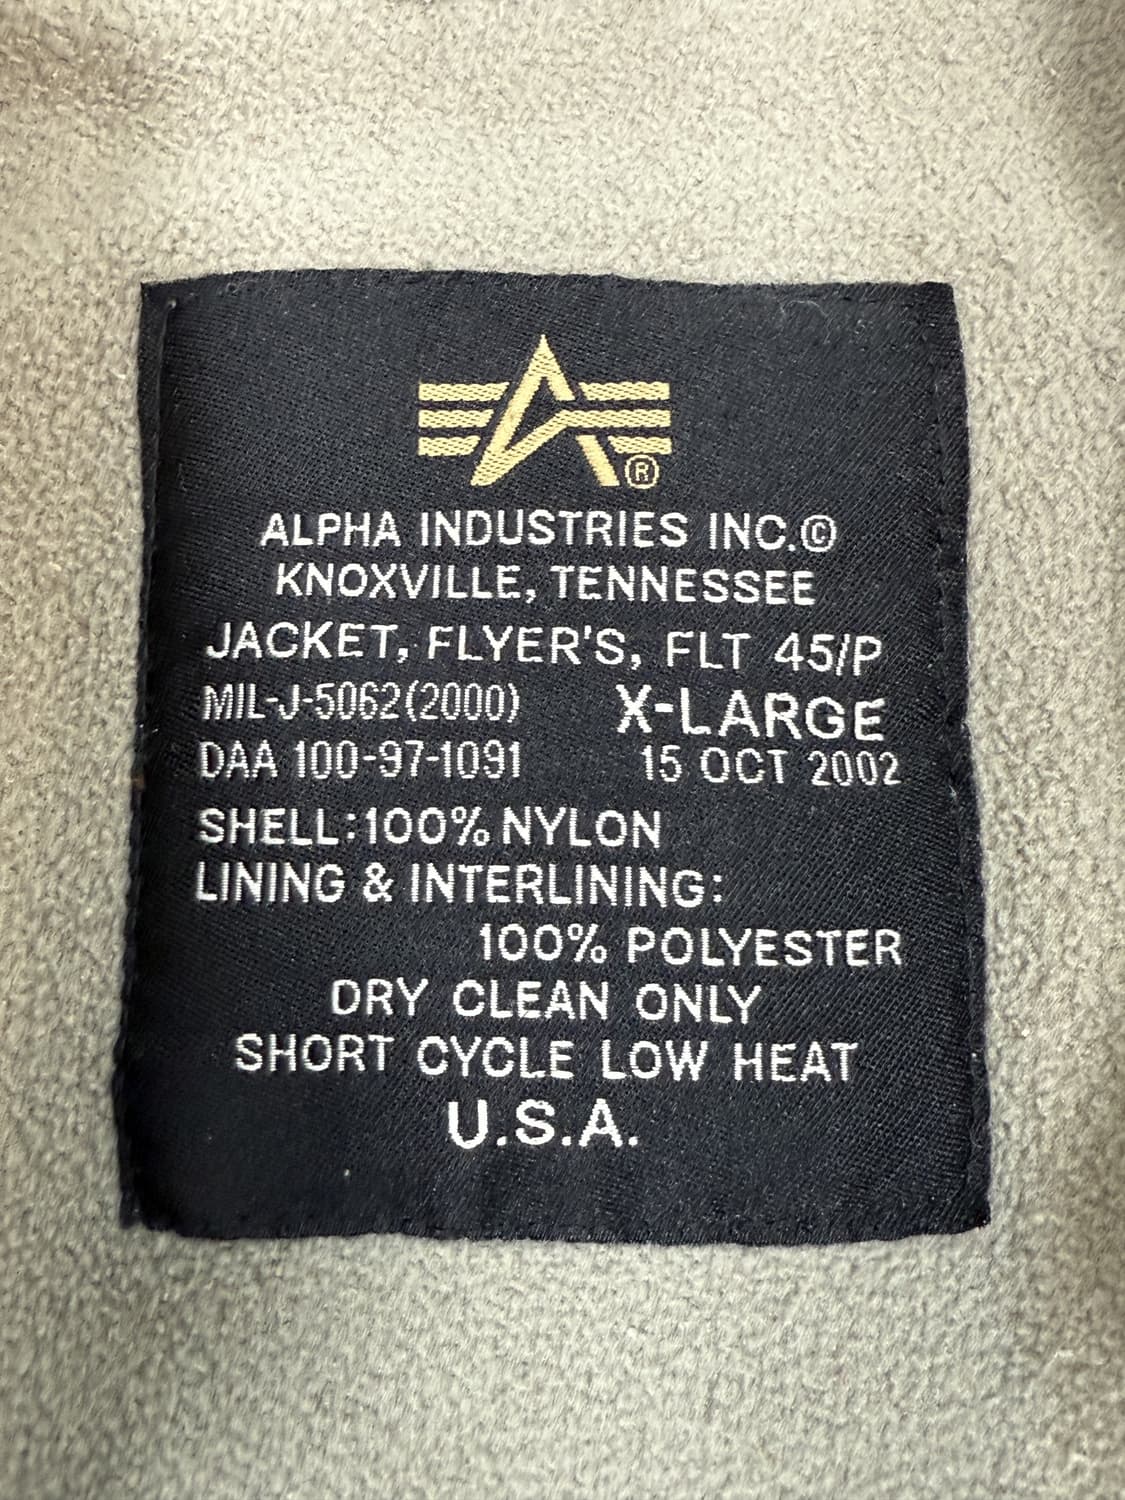 ®
ALPHA INDUSTRIES INC.©
KNOXVILLE, TENNESSEE
JACKET, FLYER'S, FLT 45/P
MIL-J-5062(2000) X-LARGE
DAA 100-97-1091 15 OCT 2002
SHELL:100% NYLON
LINING & INTERLINING:
100% POLYESTER
DRY CLEAN ONLY
SHORT CYCLE LOW HEAT
U.S.A.